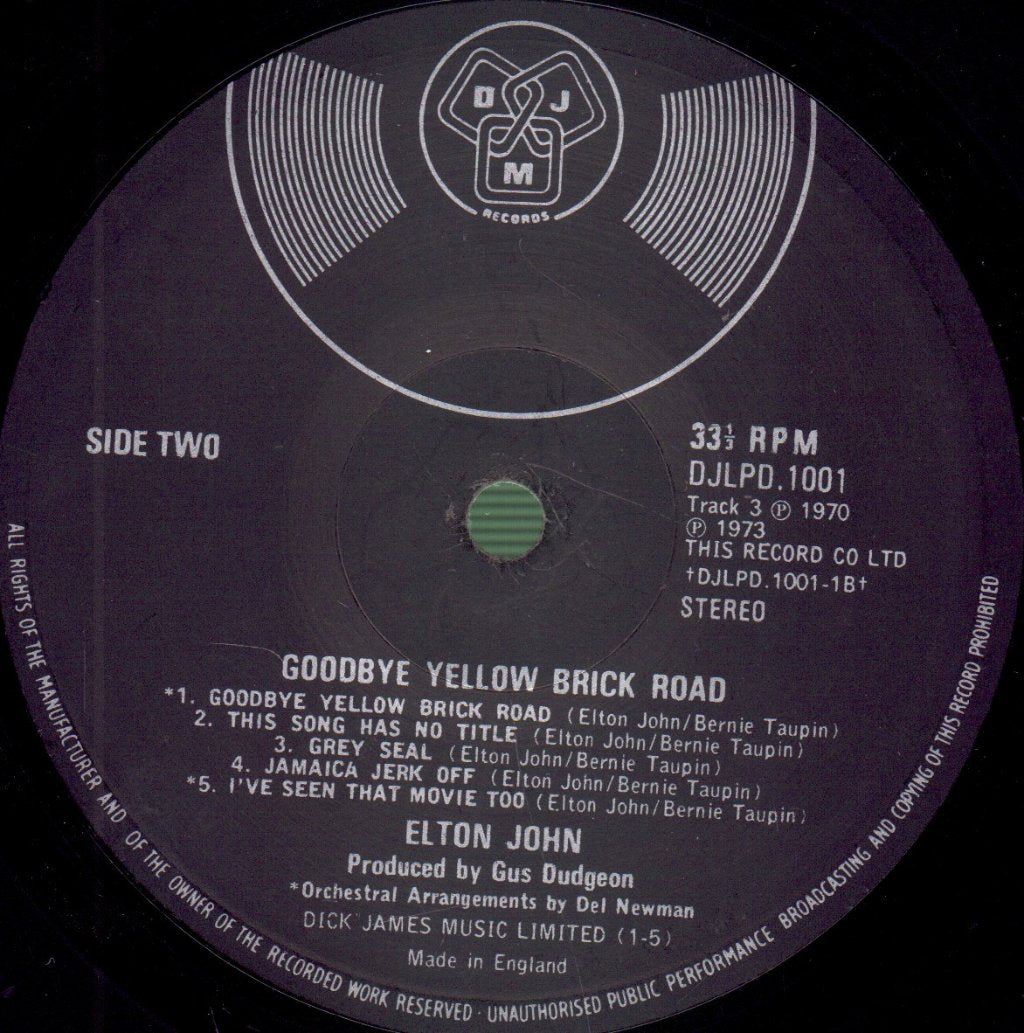 D J
M
RECORDS
SIDE TWO
33⅓ RPM
DJLPD.1001
Track 3 ℗ 1970
℗ 1973
THIS RECORD CO LTD
†DJLPD.1001-1B†
STEREO
GOODBYE YELLOW BRICK ROAD
*1. GOODBYE YELLOW BRICK ROAD (Elton John/Bernie Taupin)
2. THIS SONG HAS NO TITLE (Elton John/Bernie Taupin)
3. GREY SEAL (Elton John/Bernie Taupin)
4. JAMAICA JERK OFF (Elton John/Bernie Taupin)
*5. I'VE SEEN THAT MOVIE TOO (Elton John/Bernie Taupin)
ELTON JOHN
Produced by Gus Dudgeon
*Orchestral Arrangements by Del Newman
DICK JAMES MUSIC LIMITED (1-5)
Made in England
ALL RIGHTS OF THE MANUFACTURER AND OF THE OWNER OF THE RECORDED WORK RESERVED · UNAUTHORISED PUBLIC PERFORMANCE BROADCASTING AND COPYING OF THIS RECORD PROHIBITED